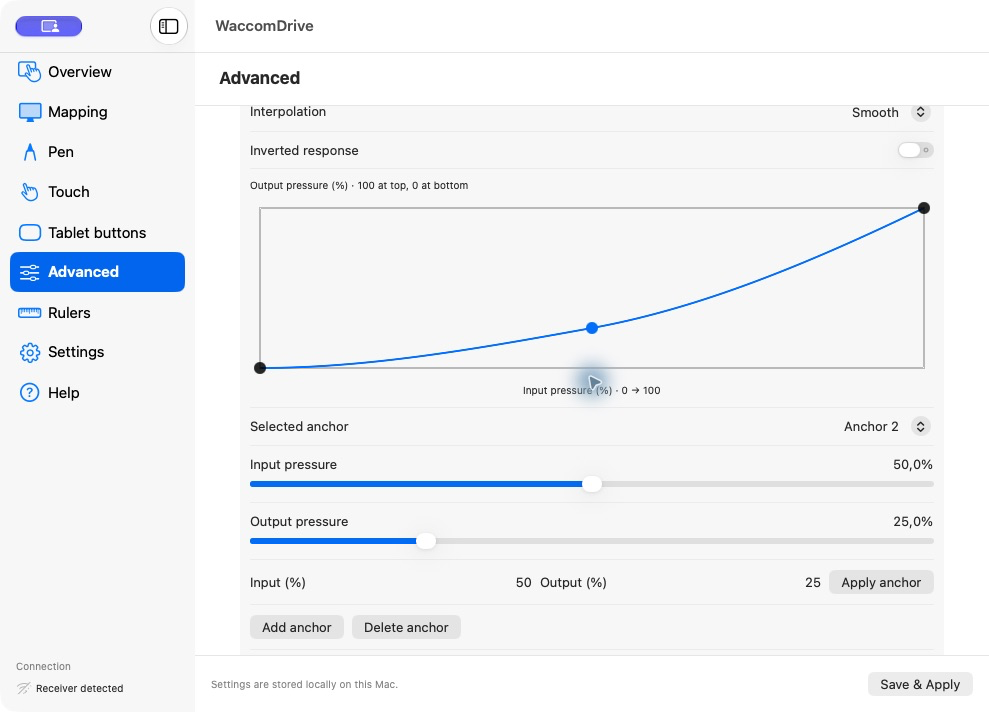 WaccomDrive
Overview
Mapping
Pen
Touch
Tablet buttons
Advanced
Rulers
Settings
Help
Connection
Receiver detected
Advanced
Interpolation Smooth
Inverted response
Output pressure (%) · 100 at top, 0 at bottom
Input pressure (%) · 0 → 100
Selected anchor Anchor 2
Input pressure 50,0%
Output pressure 25,0%
Input (%) 50 Output (%) 25 Apply anchor
Add anchor Delete anchor
Settings are stored locally on this Mac. Save & Apply